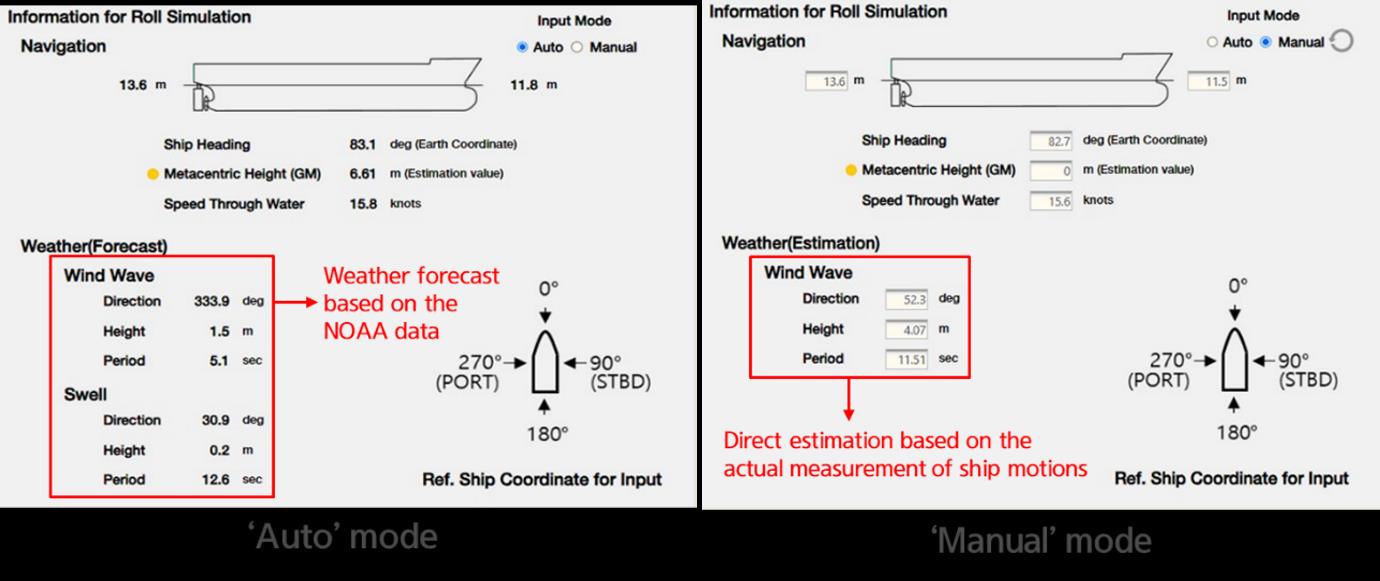 Information for Roll Simulation
Input Mode
Navigation
Auto Manual
13.6 m
11.8 m
Ship Heading 83.1 deg (Earth Coordinate)
Metacentric Height (GM) 6.61 m (Estimation value)
Speed Through Water 15.8 knots
Weather(Forecast)
Wind Wave
Direction 333.9 deg
Height 1.5 m
Period 5.1 sec
Swell
Direction 30.9 deg
Height 0.2 m
Period 12.6 sec
Weather forecast
based on the
NOAA data
0°
270° 90°
(PORT) (STBD)
180°
Ref. Ship Coordinate for Input
'Auto' mode
Information for Roll Simulation
Input Mode
Navigation
Auto Manual
13.6 m
11.5 m
Ship Heading 82.7 deg (Earth Coordinate)
Metacentric Height (GM) 0 m (Estimation value)
Speed Through Water 15.6 knots
Weather(Estimation)
Wind Wave
Direction 52.3 deg
Height 4.07 m
Period 11.51 sec
Direct estimation based on the
actual measurement of ship motions
0°
270° 90°
(PORT) (STBD)
180°
Ref. Ship Coordinate for Input
'Manual' mode